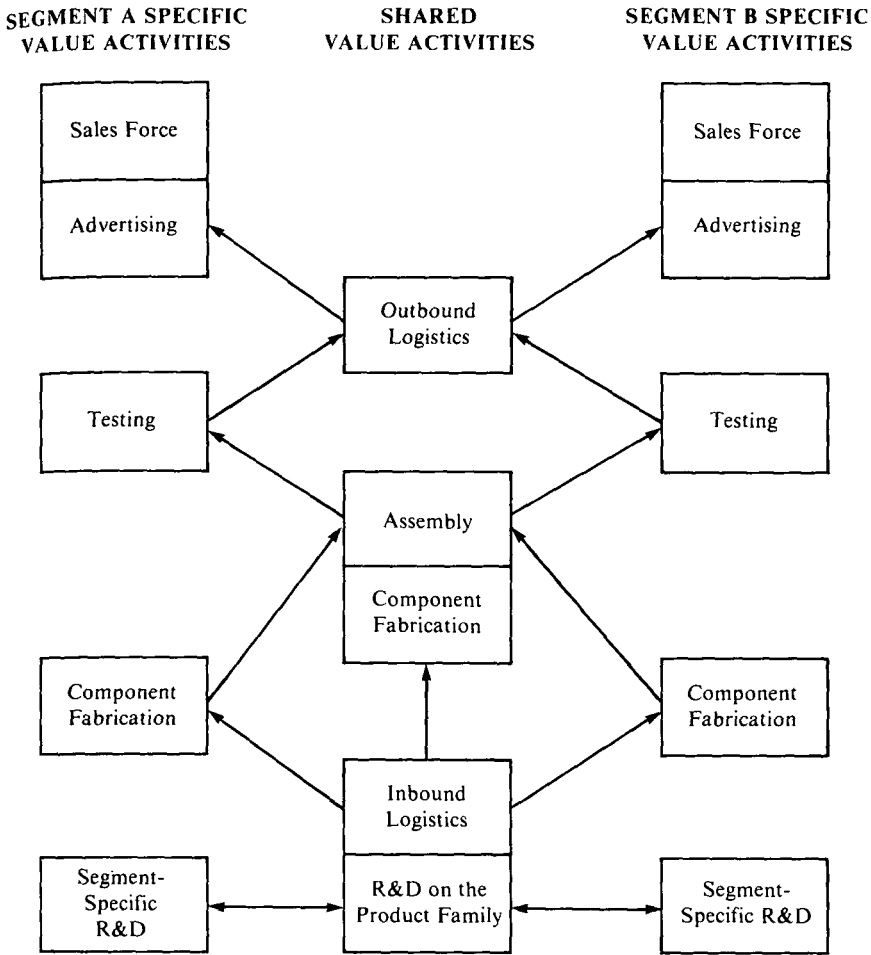 SEGMENT A SPECIFIC
VALUE ACTIVITIES
SHARED
VALUE ACTIVITIES
SEGMENT B SPECIFIC
VALUE ACTIVITIES
Sales Force
Sales Force
Advertising
Advertising
Outbound
Logistics
Testing
Testing
Assembly
Component
Fabrication
Component
Fabrication
Component
Fabrication
Inbound
Logistics
Segment-
Specific
R&D
R&D on the
Product Family
Segment-
Specific R&D